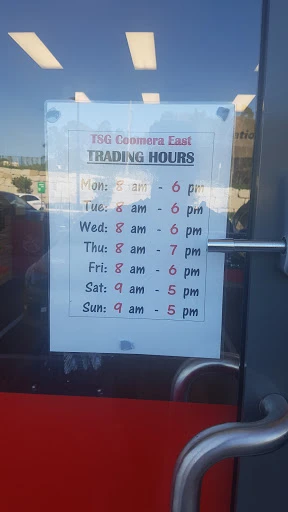 TSG Coomera East
TRADING HOURS
Mon: 8 am - 6 pm
Tue: 8 am - 6 pm
Wed: 8 am - 6 pm
Thu: 8 am - 7 pm
Fri: 8 am - 6 pm
Sat: 9 am - 5 pm
Sun: 9 am - 5 pm